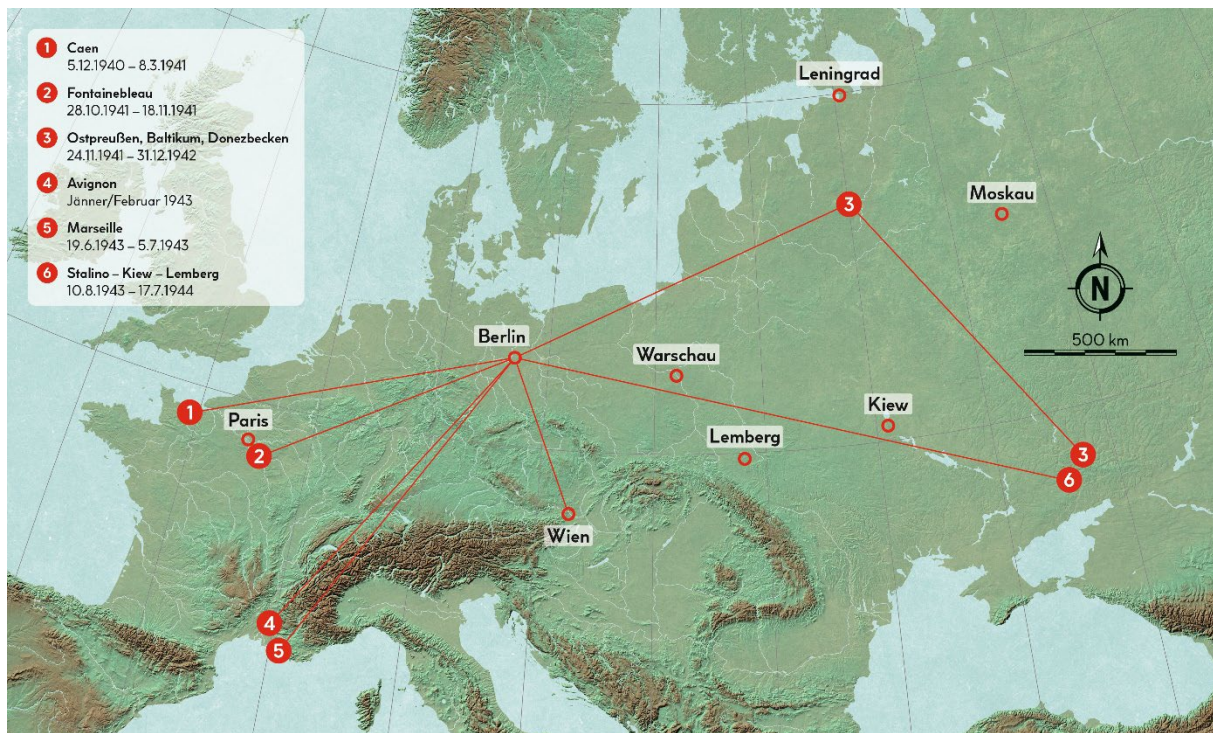 1 Caen
5.12.1940 – 8.3.1941
2 Fontainebleau
28.10.1941 – 18.11.1941
3 Ostpreußen, Baltikum, Donezbecken
24.11.1941 – 31.12.1942
4 Avignon
Jänner/Februar 1943
5 Marseille
19.6.1943 – 5.7.1943
6 Stalino – Kiew – Lemberg
10.8.1943 – 17.7.1944
Leningrad
Moskau
3
N
500 km
Berlin
Warschau
1
Paris
2
Kiew
Lemberg
3
6
Wien
4
5